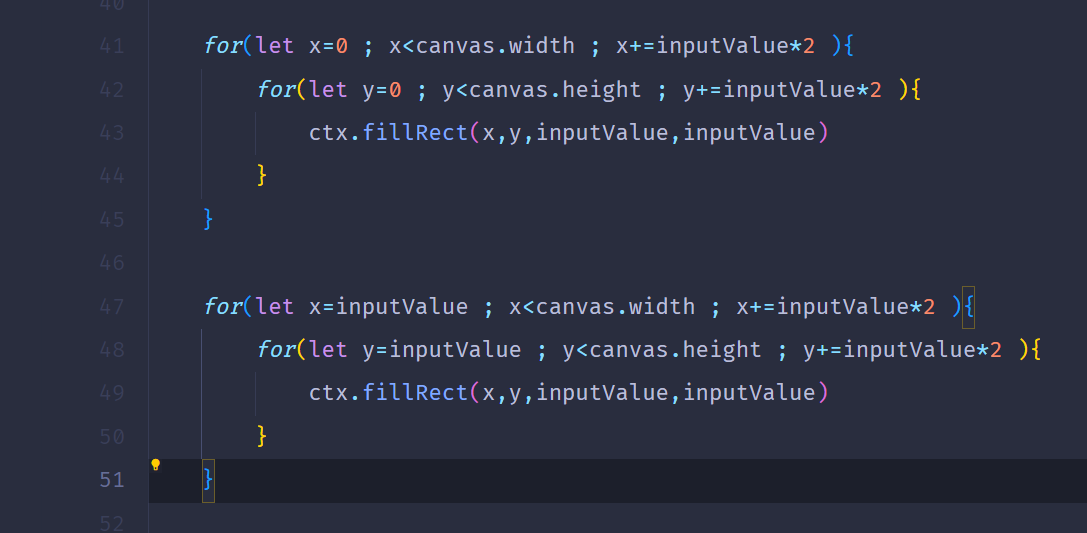 40
41 for(let x=0 ; x<canvas.width ; x+=inputValue*2 ){
42 for(let y=0 ; y<canvas.height ; y+=inputValue*2 ){
43 ctx.fillRect(x,y,inputValue,inputValue)
44 }
45 }
46
47 for(let x=inputValue ; x<canvas.width ; x+=inputValue*2 ){
48 for(let y=inputValue ; y<canvas.height ; y+=inputValue*2 ){
49 ctx.fillRect(x,y,inputValue,inputValue)
50 }
51 }
52